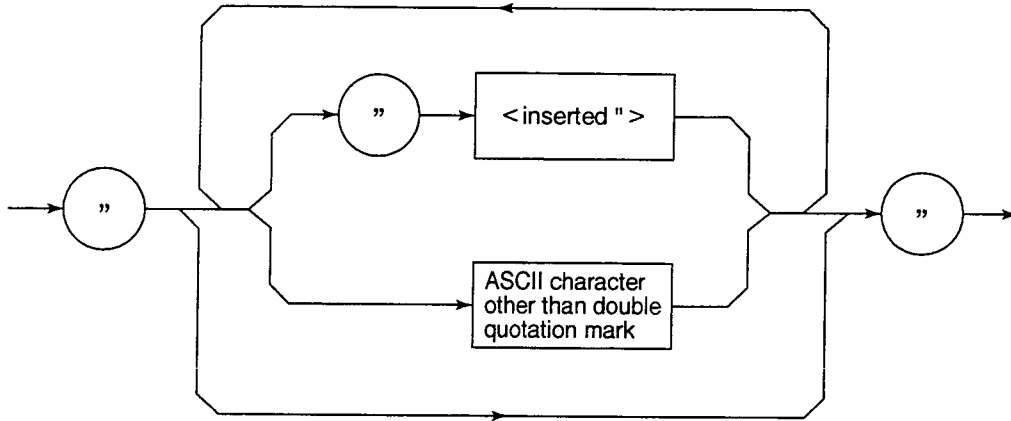 ”
< inserted " >
”
”
ASCII character
other than double
quotation mark